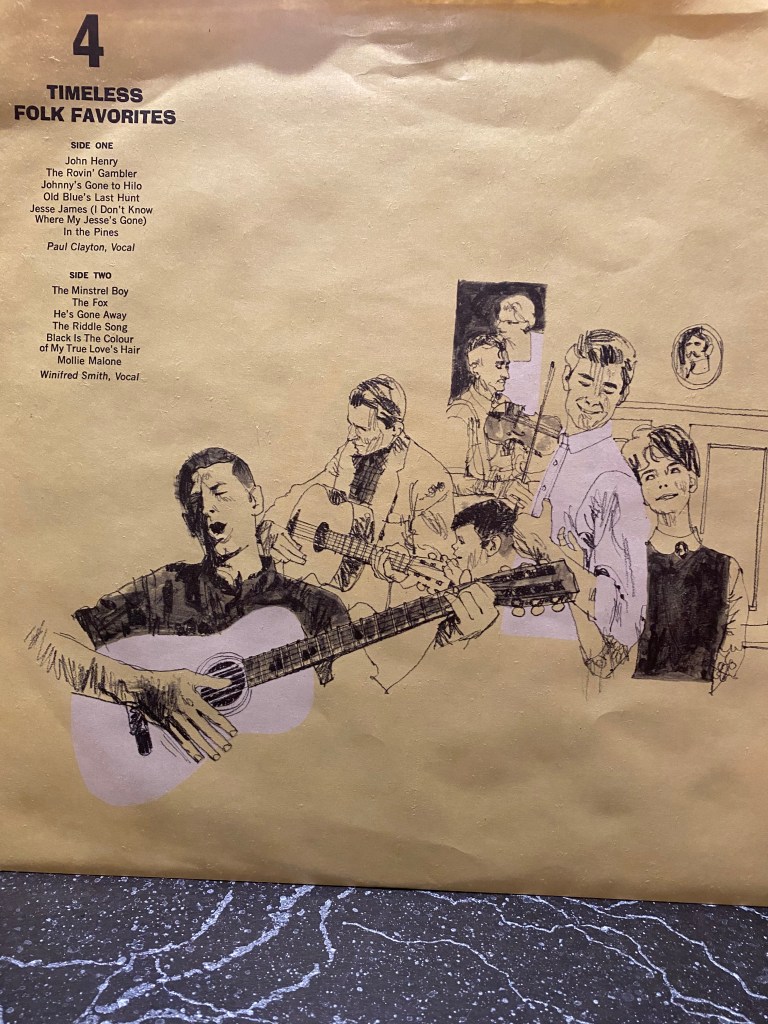 4
TIMELESS
FOLK FAVORITES
SIDE ONE
John Henry
The Rovin' Gambler
Johnny's Gone to Hilo
Old Blue's Last Hunt
Jesse James (I Don't Know
Where My Jesse's Gone)
In the Pines
Paul Clayton, Vocal
SIDE TWO
The Minstrel Boy
The Fox
He's Gone Away
The Riddle Song
Black Is The Colour
of My True Love's Hair
Mollie Malone
Winifred Smith, Vocal